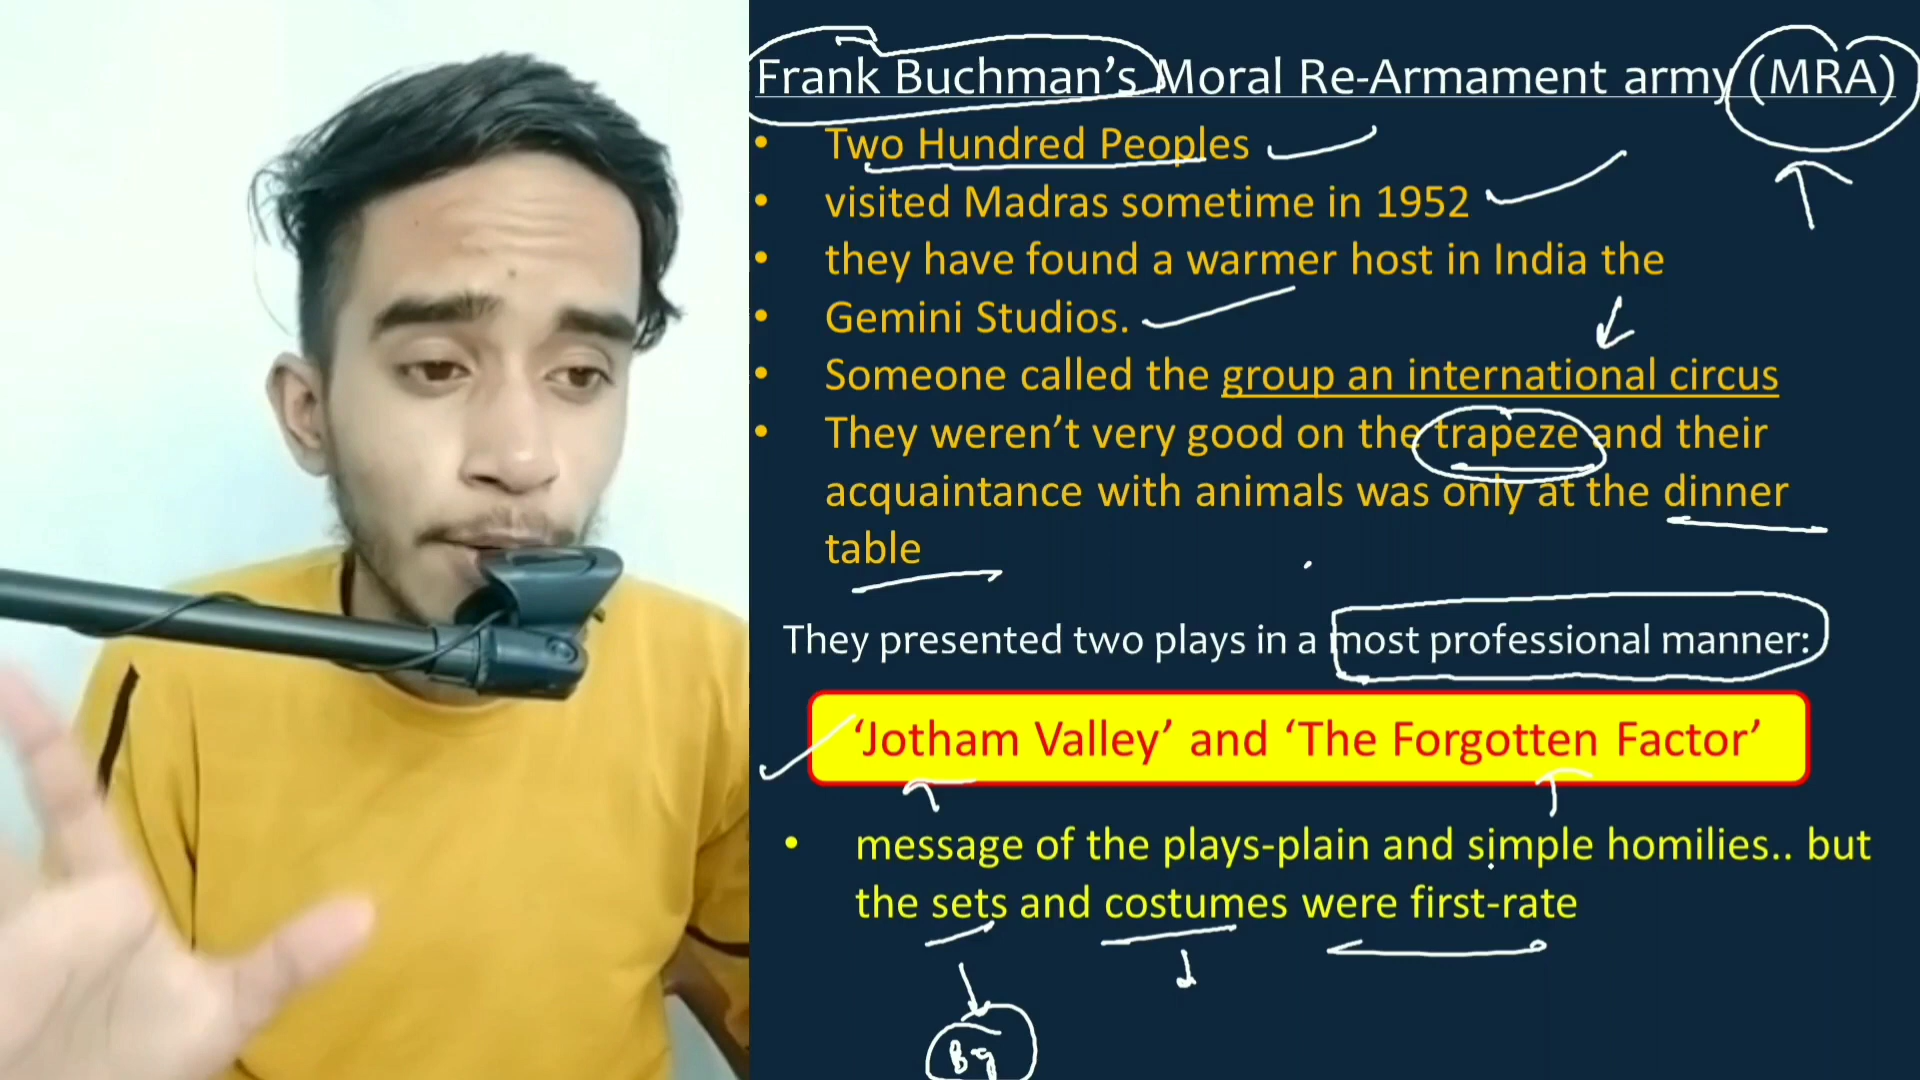 Frank Buchman’s Moral Re-Armament army (MRA)
• Two Hundred Peoples
• visited Madras sometime in 1952
• they have found a warmer host in India the
• Gemini Studios.
• Someone called the group an international circus
• They weren’t very good on the trapeze and their
acquaintance with animals was only at the dinner
table
They presented two plays in a most professional manner:
‘Jotham Valley’ and ‘The Forgotten Factor’
• message of the plays-plain and simple homilies.. but
the sets and costumes were first-rate
Bg